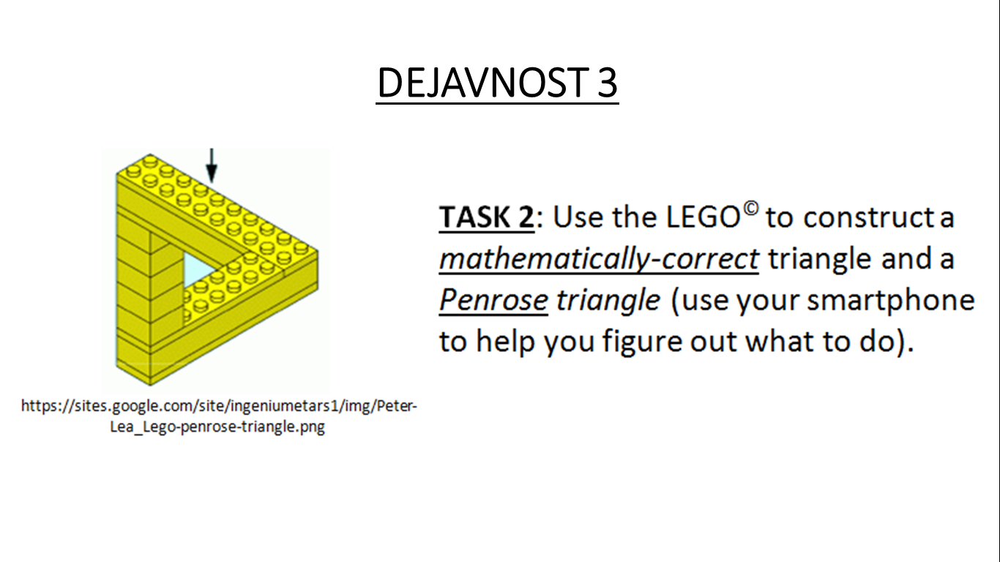 DEJAVNOST 3
TASK 2: Use the LEGO© to construct a
mathematically-correct triangle and a
Penrose triangle (use your smartphone
to help you figure out what to do).
https://sites.google.com/site/ingeniumetars1/img/Peter-
Lea_Lego-penrose-triangle.png